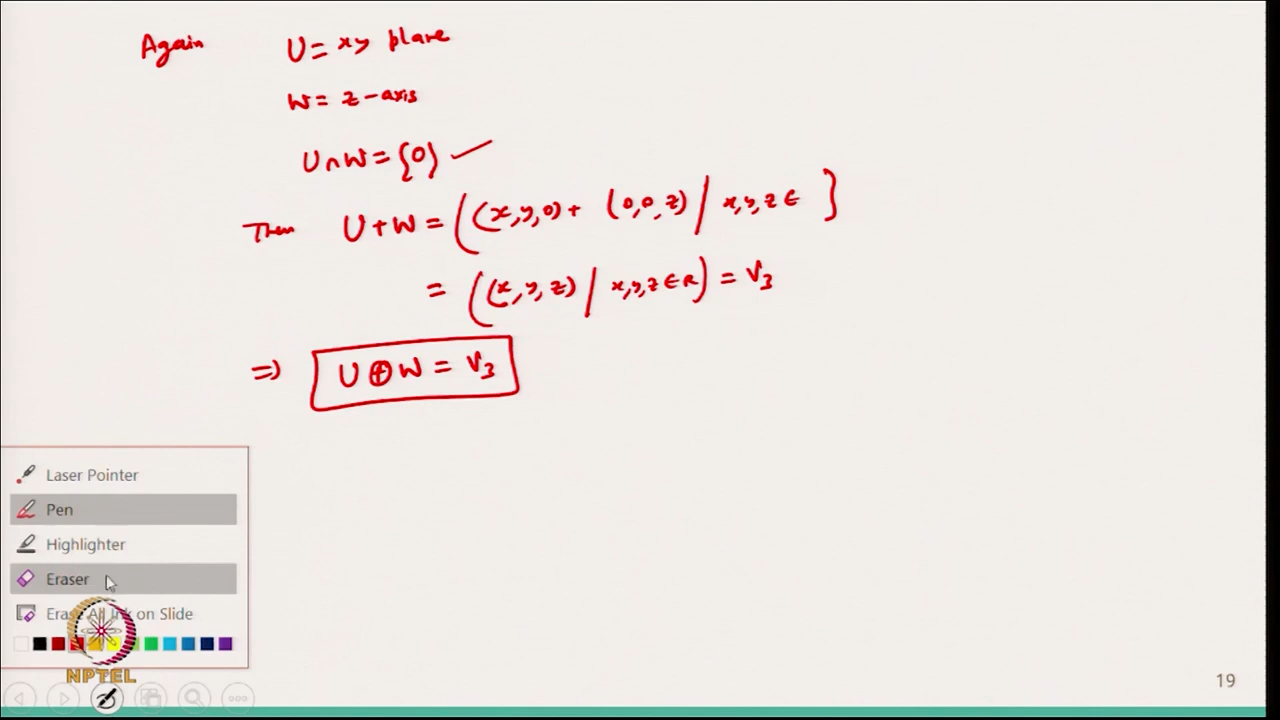 Again U = xy plane
W = z-axis
U∩W = {0}
Then U+W = ((x,y,0) + (0,0,z) / x,y,z ∈ }
= ((x,y,z) / x,y,z ∈ R) = V₃
⇒ U ⊕ W = V₃
Laser Pointer
Pen
Highlighter
Eraser
Erase All Ink on Slide
NPTEL
19